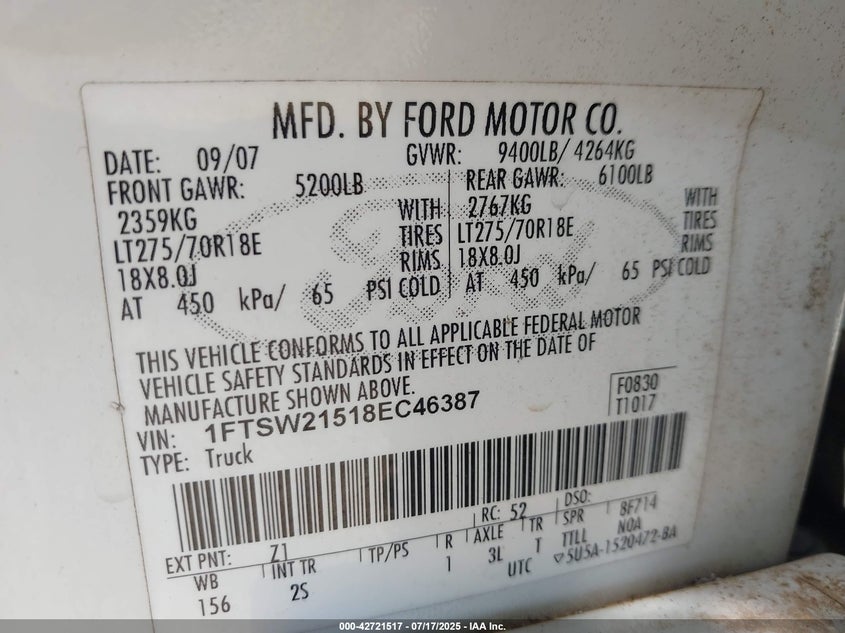 MFD. BY FORD MOTOR CO.
DATE: 09/07 GVWR: 9400LB/ 4264KG
FRONT GAWR: 5200LB REAR GAWR: 6100LB
2359KG WITH 2767KG WITH
LT275/70R18E TIRES LT275/70R18E TIRES
18X8.0J RIMS 18X8.0J RIMS
AT 450 kPa/ 65 PSI COLD AT 450 kPa/ 65 PSI COLD
THIS VEHICLE CONFORMS TO ALL APPLICABLE FEDERAL MOTOR
VEHICLE SAFETY STANDARDS IN EFFECT ON THE DATE OF
MANUFACTURE SHOWN ABOVE.
F0830
VIN: 1FTSW21518EC46387 T1017
TYPE: Truck
RC: 52 DSO:
EXT PNT: Z1 TP/PS R AXLE TR SPR 8F714
WB INT TR 1 3L T TTLL NOA
156 2S UTC ▽5U5A-1520472-BA
000-42721517 - 07/17/2025 - IAA Inc.